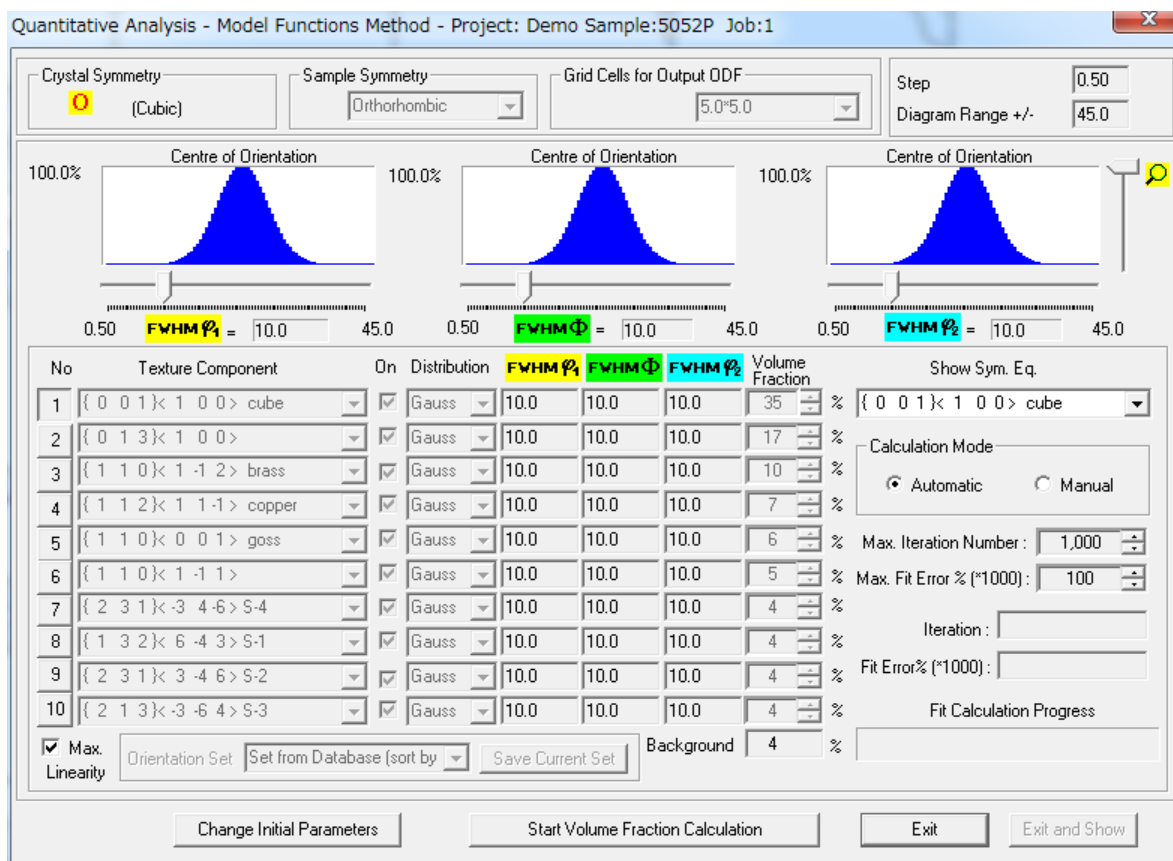 Quantitative Analysis - Model Functions Method - Project: Demo Sample:5052P Job:1
Crystal Symmetry
O (Cubic)
Sample Symmetry
Orthorhombic
Grid Cells for Output ODF
5.0*5.0
Step 0.50
Diagram Range +/- 45.0
Centre of Orientation Centre of Orientation Centre of Orientation
100.0% 100.0% 100.0%
0.50 FWHM φ1 = 10.0 45.0 0.50 FWHM Φ = 10.0 45.0 0.50 FWHM φ2 = 10.0 45.0
No Texture Component On Distribution FWHM φ1 FWHM Φ FWHM φ2 Volume Fraction
1 { 0 0 1}< 1 0 0> cube Gauss 10.0 10.0 10.0 35 %
2 { 0 1 3}< 1 0 0> Gauss 10.0 10.0 10.0 17 %
3 { 1 1 0}< 1 -1 2> brass Gauss 10.0 10.0 10.0 10 %
4 { 1 1 2}< 1 1 -1> copper Gauss 10.0 10.0 10.0 7 %
5 { 1 1 0}< 0 0 1> goss Gauss 10.0 10.0 10.0 6 %
6 { 1 1 0}< 1 -1 1> Gauss 10.0 10.0 10.0 5 %
7 { 2 3 1}< -3 4 -6> S-4 Gauss 10.0 10.0 10.0 4 %
8 { 1 3 2}< 6 -4 3> S-1 Gauss 10.0 10.0 10.0 4 %
9 { 2 3 1}< 3 -4 6> S-2 Gauss 10.0 10.0 10.0 4 %
10 { 2 1 3}< -3 -6 4> S-3 Gauss 10.0 10.0 10.0 4 %
Max. Linearity
Orientation Set Set from Database (sort by Save Current Set
Background 4 %
Show Sym. Eq.
{ 0 0 1}< 1 0 0> cube
Calculation Mode
Automatic Manual
Max. Iteration Number : 1,000
Max. Fit Error % (*1000) : 100
Iteration :
Fit Error% (*1000) :
Fit Calculation Progress
Change Initial Parameters Start Volume Fraction Calculation Exit Exit and Show